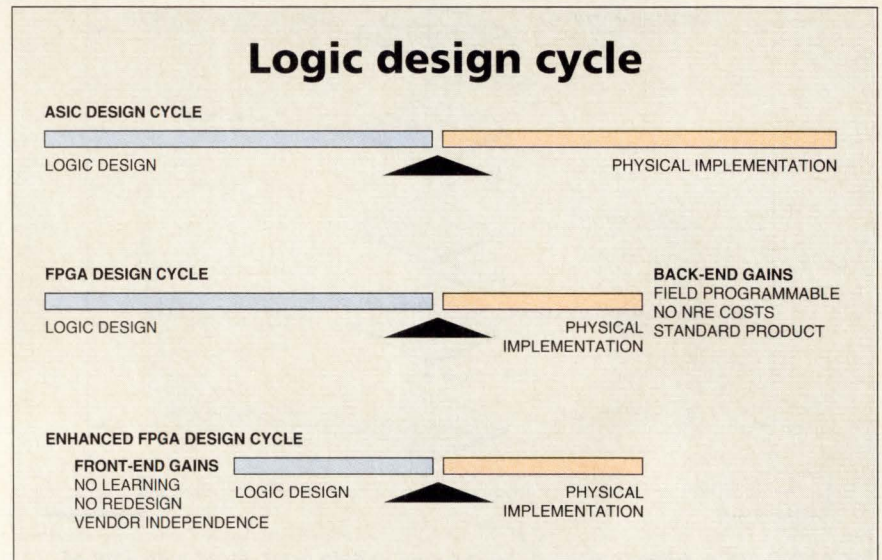 Logic design cycle
ASIC DESIGN CYCLE
LOGIC DESIGN
PHYSICAL IMPLEMENTATION
FPGA DESIGN CYCLE
LOGIC DESIGN
PHYSICAL
IMPLEMENTATION
BACK-END GAINS
FIELD PROGRAMMABLE
NO NRE COSTS
STANDARD PRODUCT
ENHANCED FPGA DESIGN CYCLE
FRONT-END GAINS
NO LEARNING
NO REDESIGN
VENDOR INDEPENDENCE
LOGIC DESIGN
PHYSICAL
IMPLEMENTATION